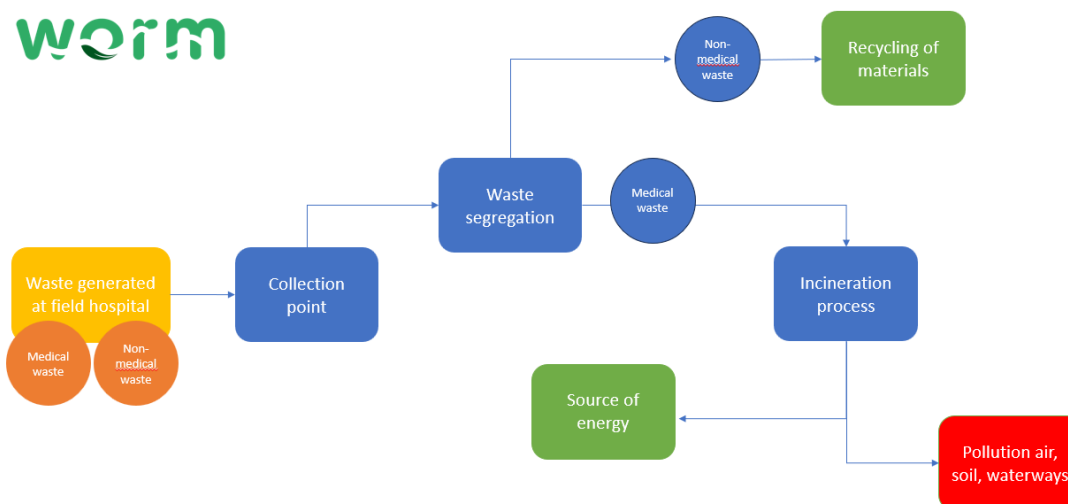 worm
Non-
medical
waste
Recycling of
materials
Waste
segregation
Medical
waste
Waste generated
at field hospital
Medical
waste
Non-
medical
waste
Collection
point
Incineration
process
Source of
energy
Pollution air,
soil, waterways